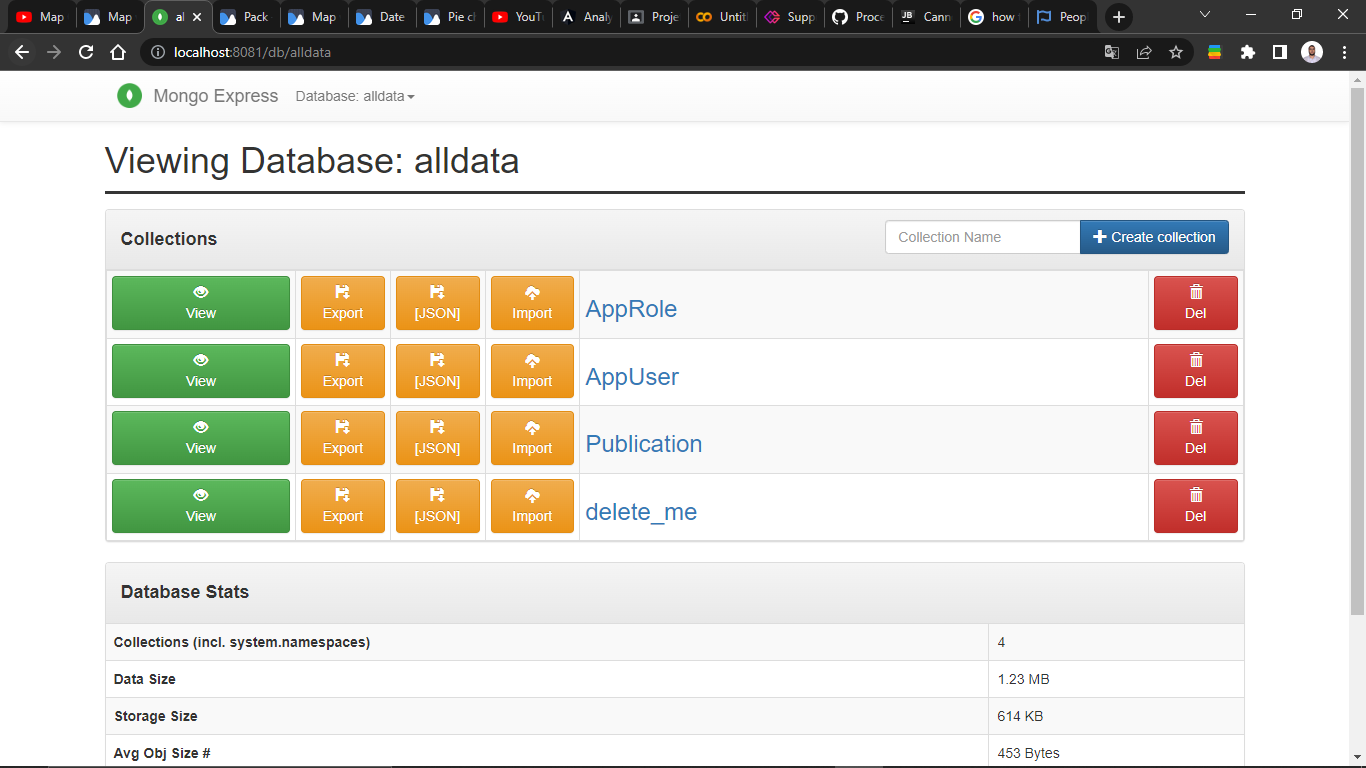 Map
Map
al
Pack
Map
Date
Pie cl
YouTu
Analy
Proje
Untit
Supp
Proce
Cann
how
Peop
localhost:8081/db/alldata
Mongo Express
Database: alldata
Viewing Database: alldata
Collections
Collection Name
Create collection
View
Export
[JSON]
Import
AppRole
Del
View
Export
[JSON]
Import
AppUser
Del
View
Export
[JSON]
Import
Publication
Del
View
Export
[JSON]
Import
delete_me
Del
Database Stats
Collections (incl. system.namespaces) 4
Data Size 1.23 MB
Storage Size 614 KB
Avg Obj Size # 453 Bytes